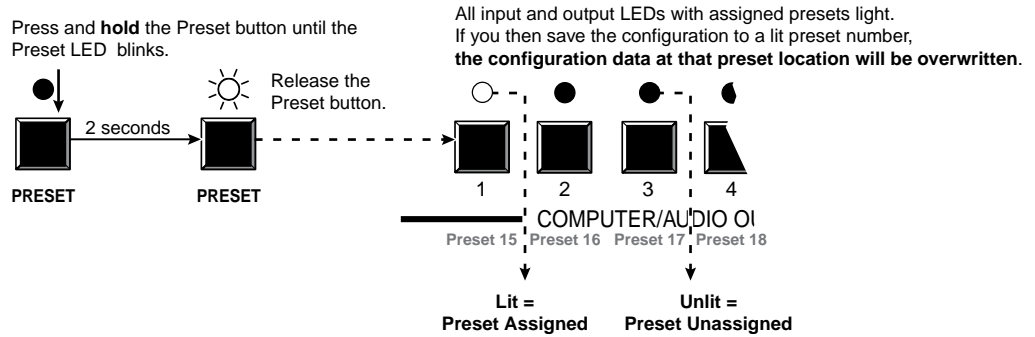 Press and hold the Preset button until the
Preset LED blinks.
All input and output LEDs with assigned presets light.
If you then save the configuration to a lit preset number,
the configuration data at that preset location will be overwritten.
2 seconds
Release the
Preset button.
PRESET
PRESET
1 2 3 4
COMPUTER/AUDIO OU
Preset 15 Preset 16 Preset 17 Preset 18
Lit =
Preset Assigned
Unlit =
Preset Unassigned